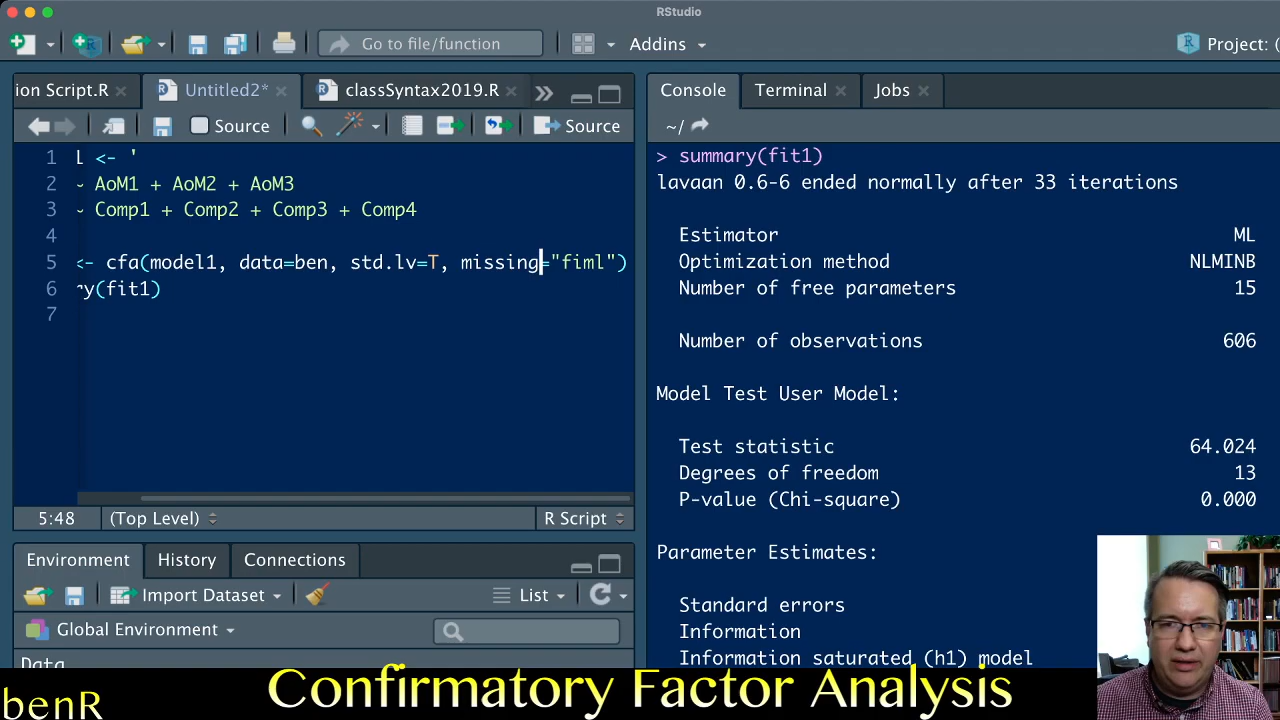 RStudio
Go to file/function
Addins
Project: (
ion Script.R
Untitled2*
classSyntax2019.R
Source
Source
1 L <- '
2 ~ AoM1 + AoM2 + AoM3
3 ~ Comp1 + Comp2 + Comp3 + Comp4
4
5 <- cfa(model1, data=ben, std.lv=T, missing="fiml")
6 ry(fit1)
7
5:48 (Top Level) R Script
Environment History Connections
Import Dataset List
Global Environment
Data
Console Terminal Jobs
~/
> summary(fit1)
lavaan 0.6-6 ended normally after 33 iterations
Estimator ML
Optimization method NLMINB
Number of free parameters 15
Number of observations 606
Model Test User Model:
Test statistic 64.024
Degrees of freedom 13
P-value (Chi-square) 0.000
Parameter Estimates:
Standard errors
Information
Information saturated (h1) model
benR
Confirmatory Factor Analysis